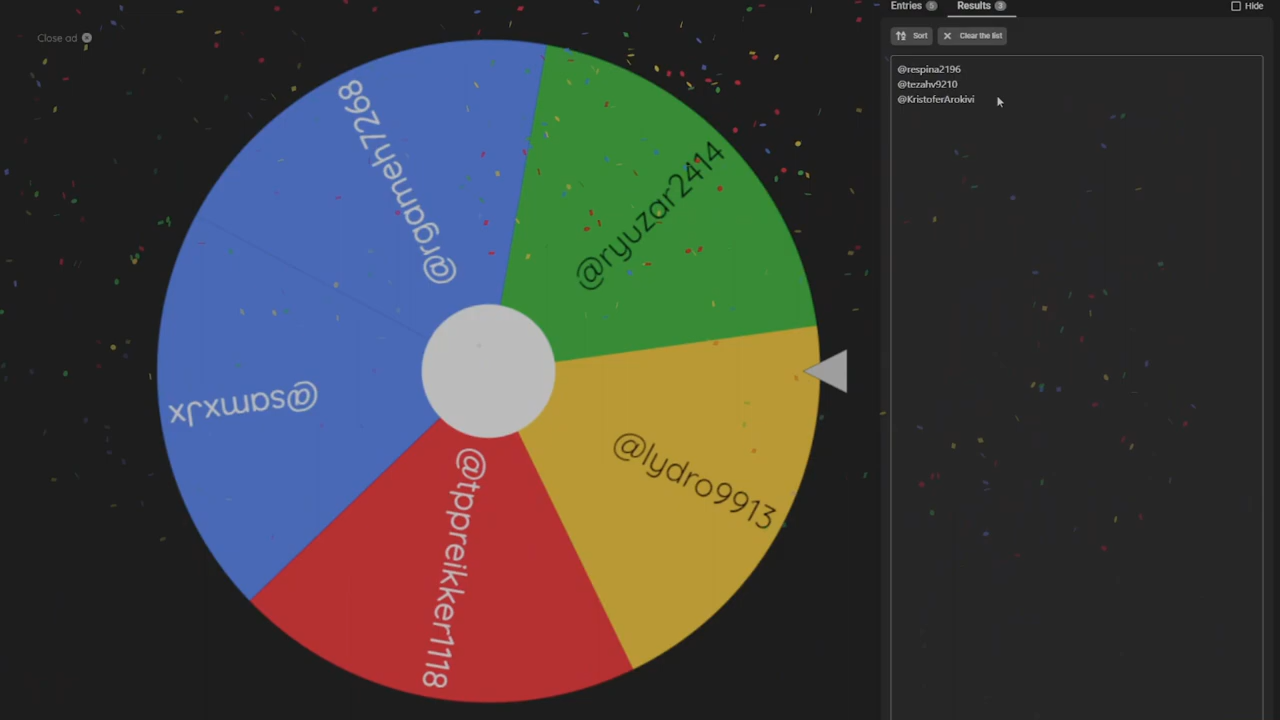 Entries 5
Results 3
Hide
Close ad
Sort
Clear the list
@respina2196
@tezahv9210
@KristoferArokivi
@rgameh7268
@ryuzar2414
@samxJx
@lydro9913
@tppreikker1118